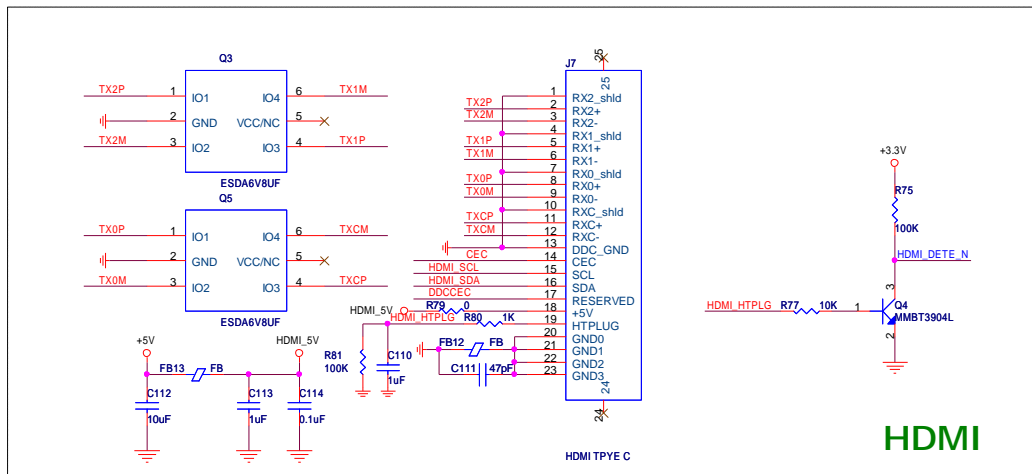 Q3
TX2P 1 IO1 IO4 6 TX1M
2 GND VCC/NC 5
TX2M 3 IO2 IO3 4 TX1P
ESDA6V8UF
Q5
TX0P 1 IO1 IO4 6 TXCM
2 GND VCC/NC 5
TX0M 3 IO2 IO3 4 TXCP
ESDA6V8UF
+5V
HDMI_5V
FB13 FB
C112
10uF
C113
1uF
C114
0.1uF
J7
25
25
1 RX2_shld
TX2P 2 RX2+
TX2M 3 RX2-
4 RX1_shld
TX1P 5 RX1+
TX1M 6 RX1-
7 RX0_shld
TX0P 8 RX0+
TX0M 9 RX0-
10 RXC_shld
TXCP 11 RXC+
TXCM 12 RXC-
13 DDC_GND
CEC 14 CEC
HDMI_SCL 15 SCL
HDMI_SDA 16 SDA
DDCCEC 17 RESERVED
HDMI_5V R79 0 18 +5V
HDMI_HTPLG R80 1K 19 HTPLUG
20 GND0
FB12 FB 21 GND1
22 GND2
C111 47pF 23 GND3
R81
100K
C110
1uF
24
24
HDMI TPYE C
+3.3V
R75
100K
HDMI_DETE_N
3
HDMI_HTPLG R77 10K 1 Q4
MMBT3904L
2
HDMI